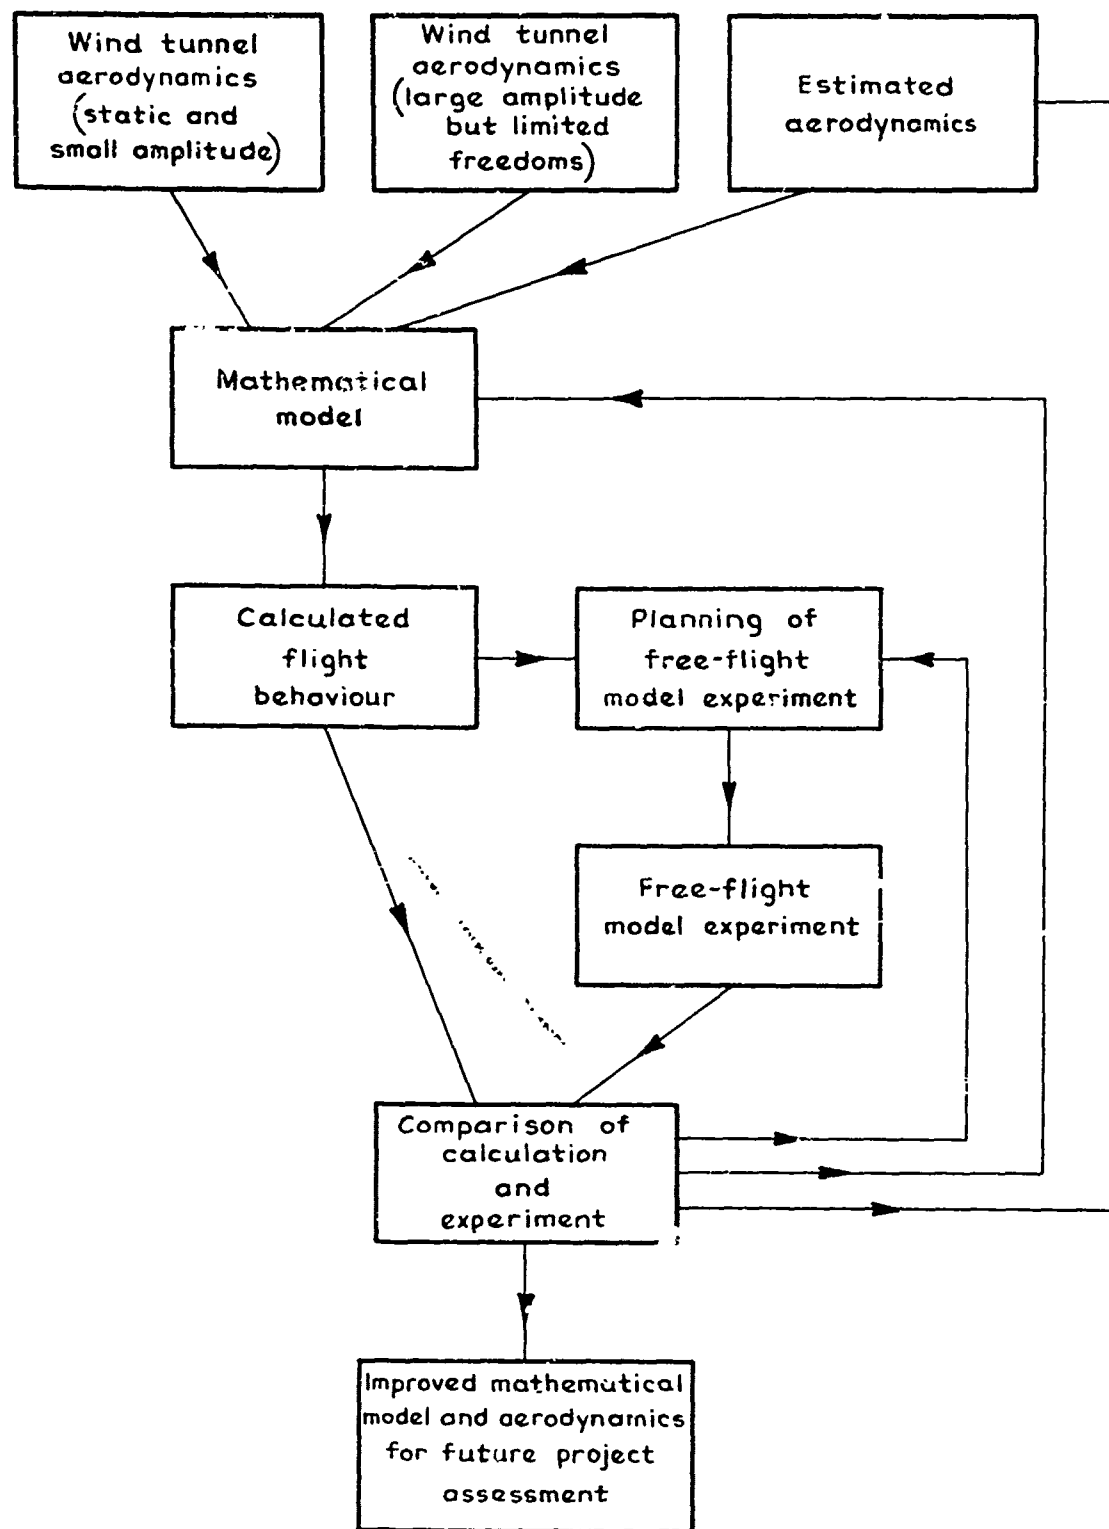 Wind tunnel
aerodynamics
(static and
small amplitude)
Wind tunnel
aerodynamics
(large amplitude
but limited
freedoms)
Estimated
aerodynamics
Mathematical
model
Calculated
flight
behaviour
Planning of
free-flight
model experiment
Free-flight
model experiment
Comparison of
calculation
and
experiment
Improved mathematical
model and aerodynamics
for future project
assessment